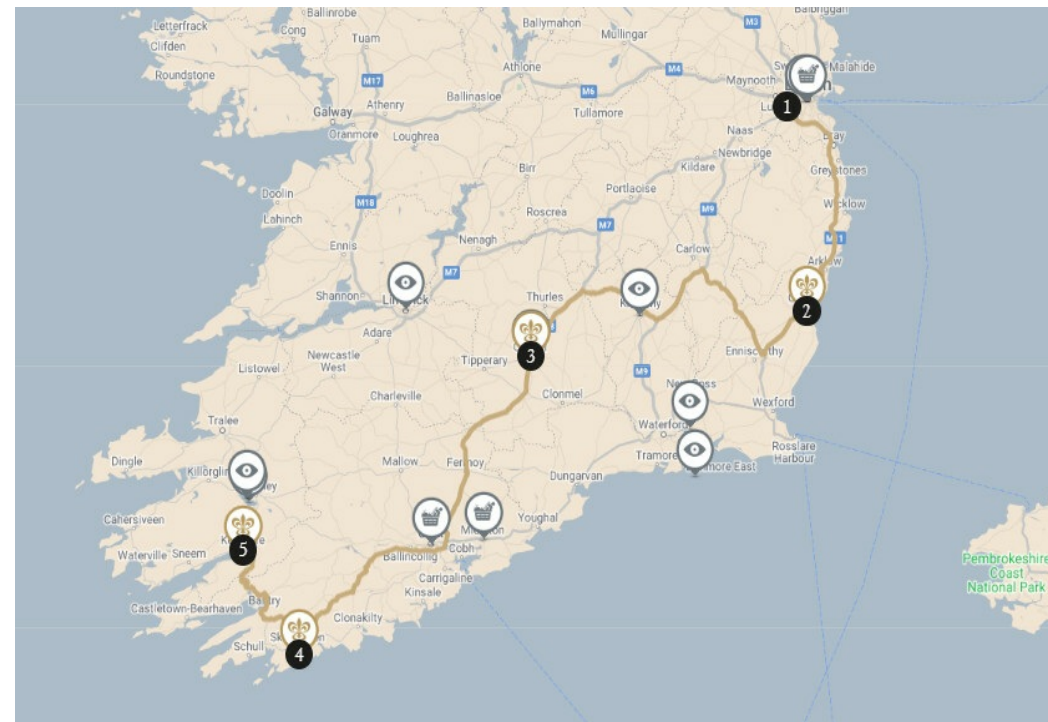 Ballinrobe
Letterfrack
Cong
Clifden
Tuam
Ballymahon
Mullingar
M3
Balbriggan
Roundstone
M17
Athlone
M4
Maynooth
Malahide
Galway
Athenry
Ballinasloe
M6
Tullamore
1
Oranmore
Loughrea
Naas
Bray
Newbridge
Kildare
Birr
Greystones
Portlaoise
Doolin
Lahinch
M18
Roscrea
M9
Wicklow
Ennis
Nenagh
M7
Carlow
M7
Arklow
Shannon
Thurles
2
Adare
3
Tipperary
Enniscorthy
Newcastle
West
Listowel
M9
Charleville
Clonmel
Wexford
Tralee
Waterford
Rosslare
Harbour
Dingle
Mallow
Fermoy
Tramore
Dungarvan
Cahersiveen
Youghal
5
Waterville
Sneem
Ballincollig
Cobh
Pembrokeshire
Coast
National Park
Carrigaline
Kinsale
Castletown-Bearhaven
Bantry
Clonakilty
Schull
4